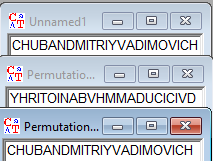 Unnamed1
CHUBANDMITRIYVADIMOVICH
Permutation...
YHRITOINABVHMMADUCICIVD
Permutation...
CHUBANDMITRIYVADIMOVICH